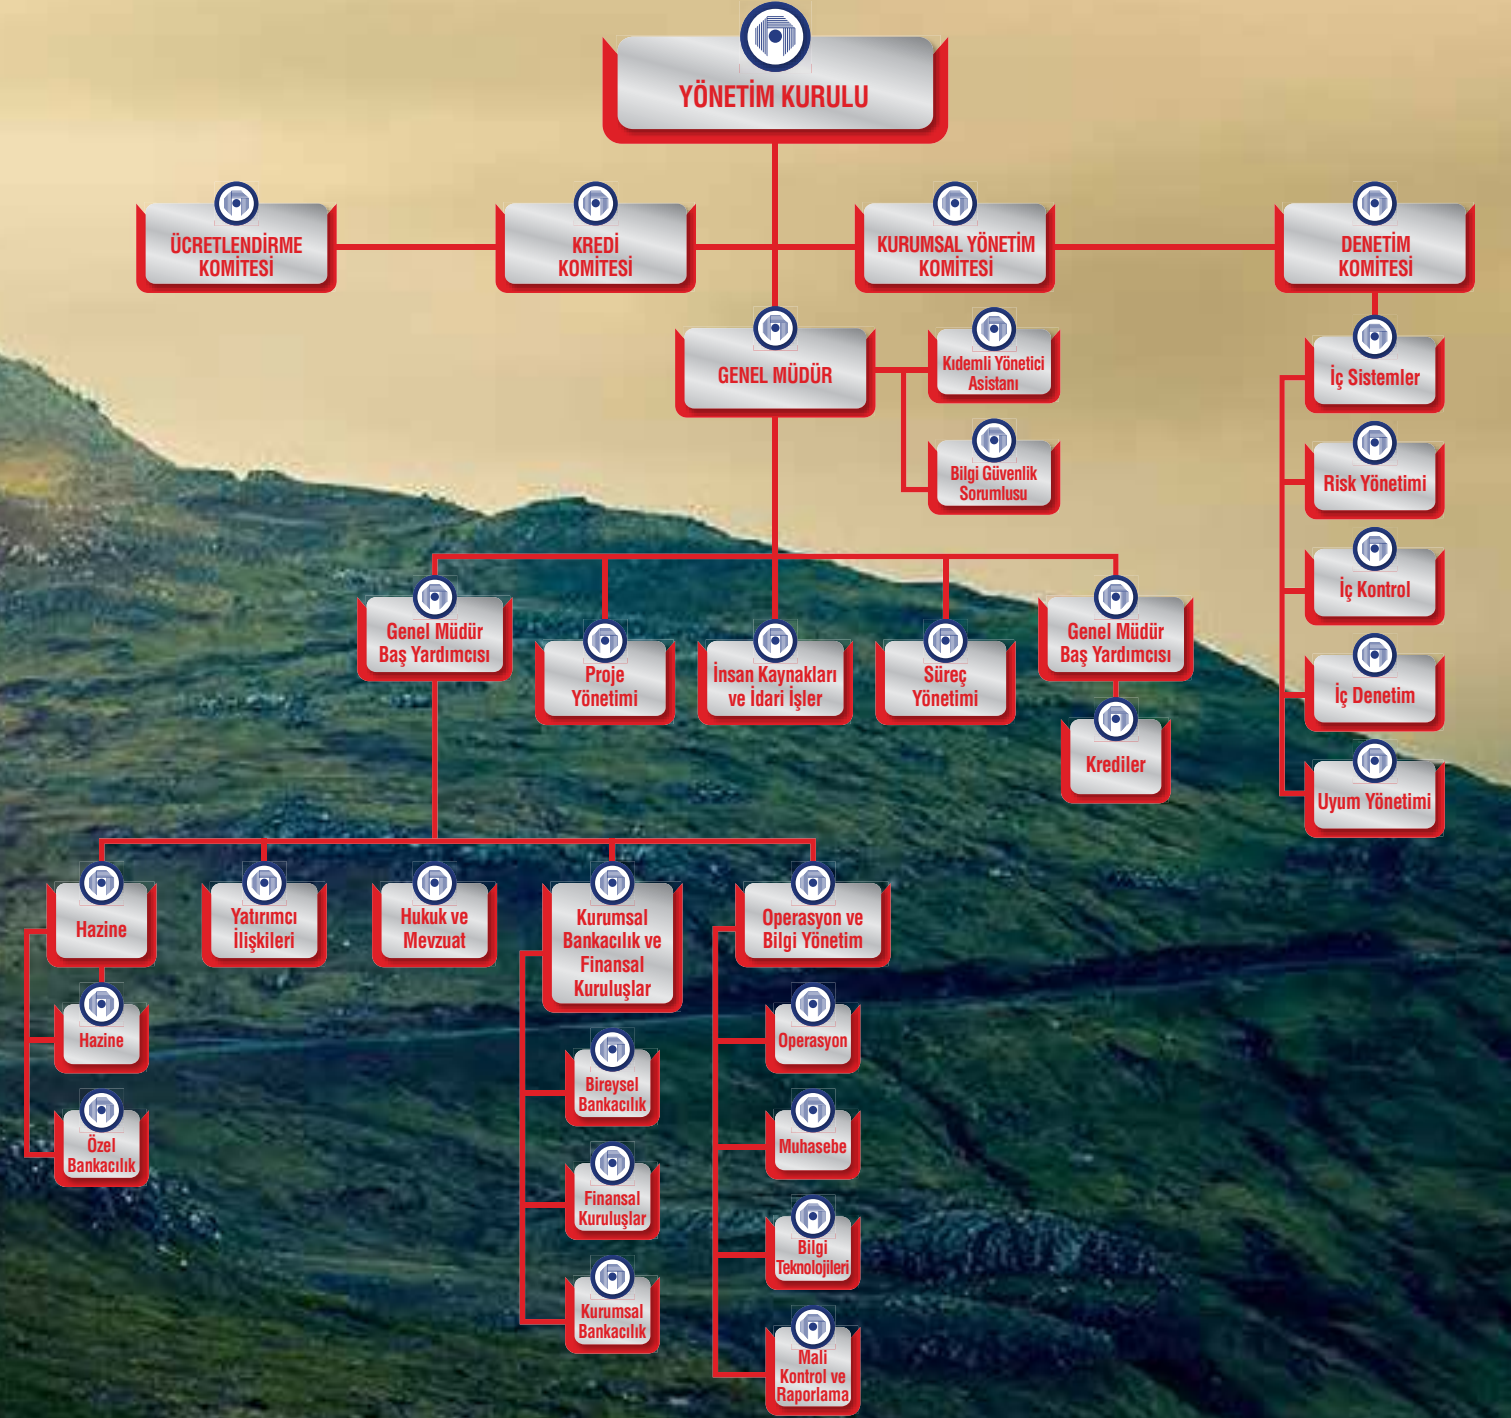 YÖNETİM KURULU
ÜCRETLENDİRME
KOMİTESİ
KREDİ
KOMİTESİ
KURUMSAL YÖNETİM
KOMİTESİ
DENETİM
KOMİTESİ
GENEL MÜDÜR
Kıdemli Yönetici
Asistanı
Bilgi Güvenlik
Sorumlusu
İç Sistemler
Risk Yönetimi
İç Kontrol
İç Denetim
Uyum Yönetimi
Genel Müdür
Baş Yardımcısı
Proje
Yönetimi
İnsan Kaynakları
ve İdari İşler
Süreç
Yönetimi
Genel Müdür
Baş Yardımcısı
Krediler
Hazine
Yatırımcı
İlişkileri
Hukuk ve
Mevzuat
Kurumsal
Bankacılık ve
Finansal
Kuruluşlar
Operasyon ve
Bilgi Yönetim
Hazine
Özel
Bankacılık
Bireysel
Bankacılık
Finansal
Kuruluşlar
Kurumsal
Bankacılık
Operasyon
Muhasebe
Bilgi
Teknolojileri
Mali
Kontrol ve
Raporlama